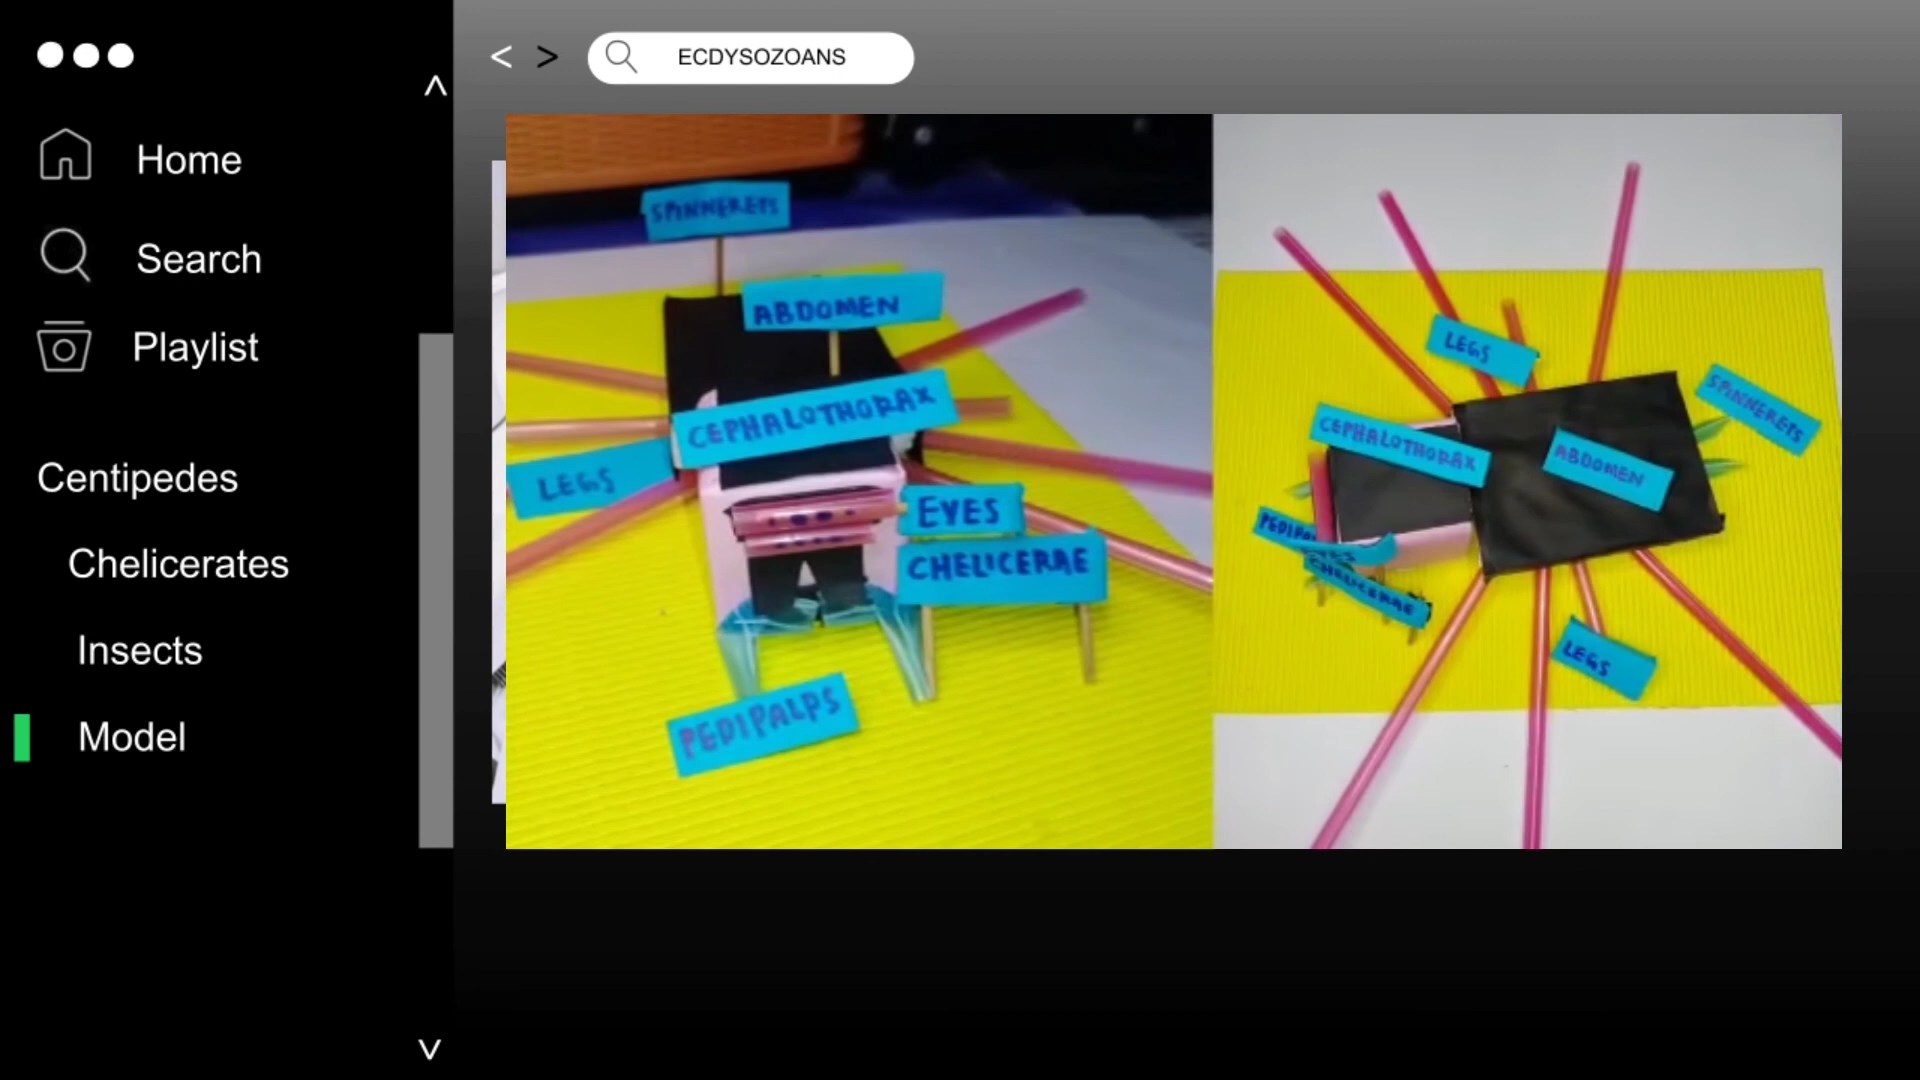 ECDYSOZOANS
Home
Search
Playlist
Centipedes
Chelicerates
Insects
Model
SPINNERETS
ABDOMEN
CEPHALOTHORAX
LEGS
EYES
CHELICERAE
PEDIPALPS
LEGS
SPINNERETS
CEPHALOTHORAX
ABDOMEN
PEDIPALPS
CHELICERAE
LEGS